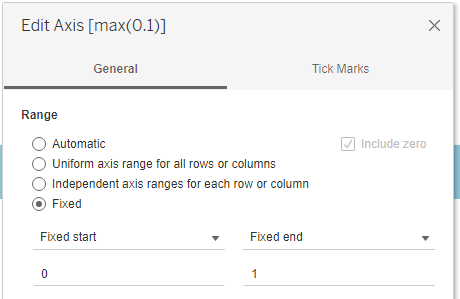 Edit Axis [max(0.1)]
General Tick Marks
Range
Automatic Include zero
Uniform axis range for all rows or columns
Independent axis ranges for each row or column
Fixed
Fixed start Fixed end
0 1